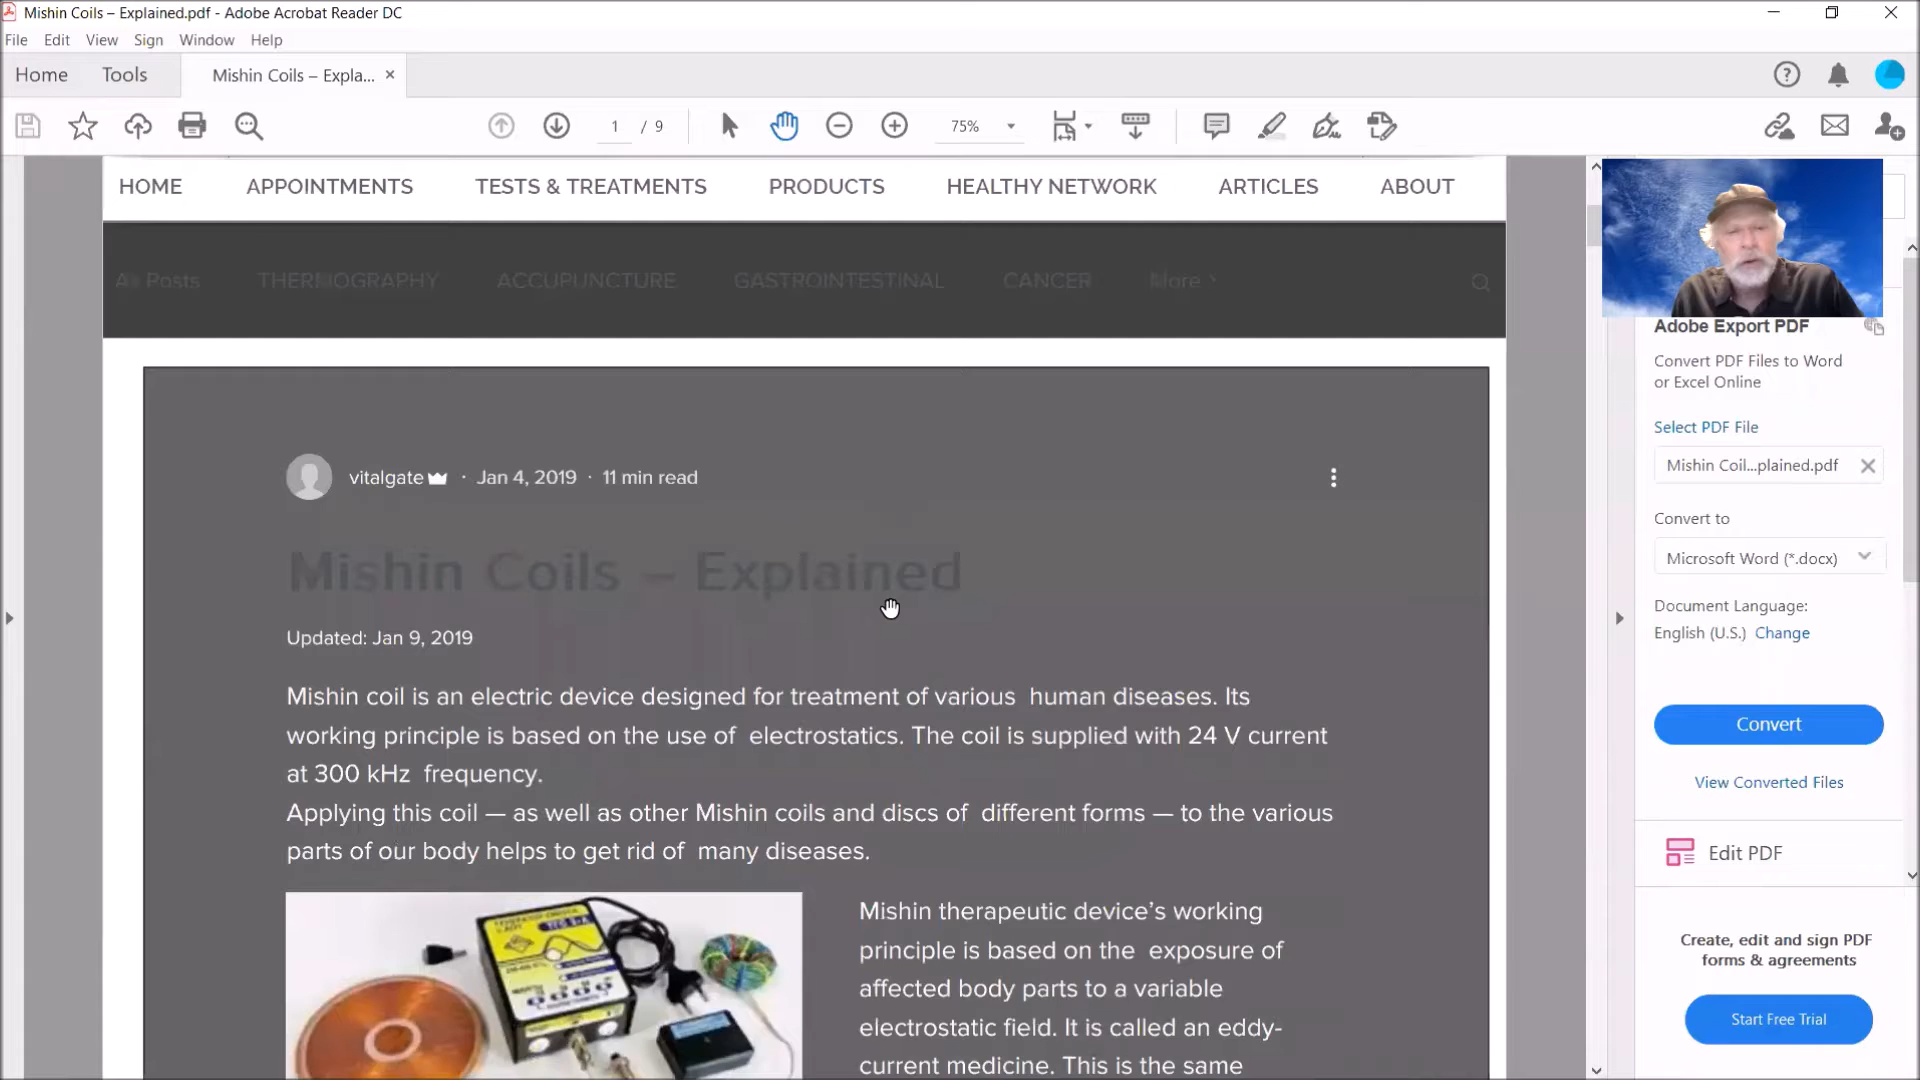 Mishin Coils – Explained.pdf - Adobe Acrobat Reader DC
File Edit View Sign Window Help
Home Tools Mishin Coils – Expla... ×
1 / 9 75%
HOME APPOINTMENTS TESTS & TREATMENTS PRODUCTS HEALTHY NETWORK ARTICLES ABOUT
All Posts THERMOGRAPHY ACCUPUNCTURE GASTROINTESTINAL CANCER More
vitalgate · Jan 4, 2019 · 11 min read
Mishin Coils – Explained
Updated: Jan 9, 2019
Mishin coil is an electric device designed for treatment of various human diseases. Its
working principle is based on the use of electrostatics. The coil is supplied with 24 V current
at 300 kHz frequency.
Applying this coil — as well as other Mishin coils and discs of different forms — to the various
parts of our body helps to get rid of many diseases.
Mishin therapeutic device’s working
principle is based on the exposure of
affected body parts to a variable
electrostatic field. It is called an eddy-
current medicine. This is the same
Adobe Export PDF
Convert PDF Files to Word
or Excel Online
Select PDF File
Mishin Coil...plained.pdf
Convert to
Microsoft Word (*.docx)
Document Language:
English (U.S.) Change
Convert
View Converted Files
Edit PDF
Create, edit and sign PDF
forms & agreements
Start Free Trial